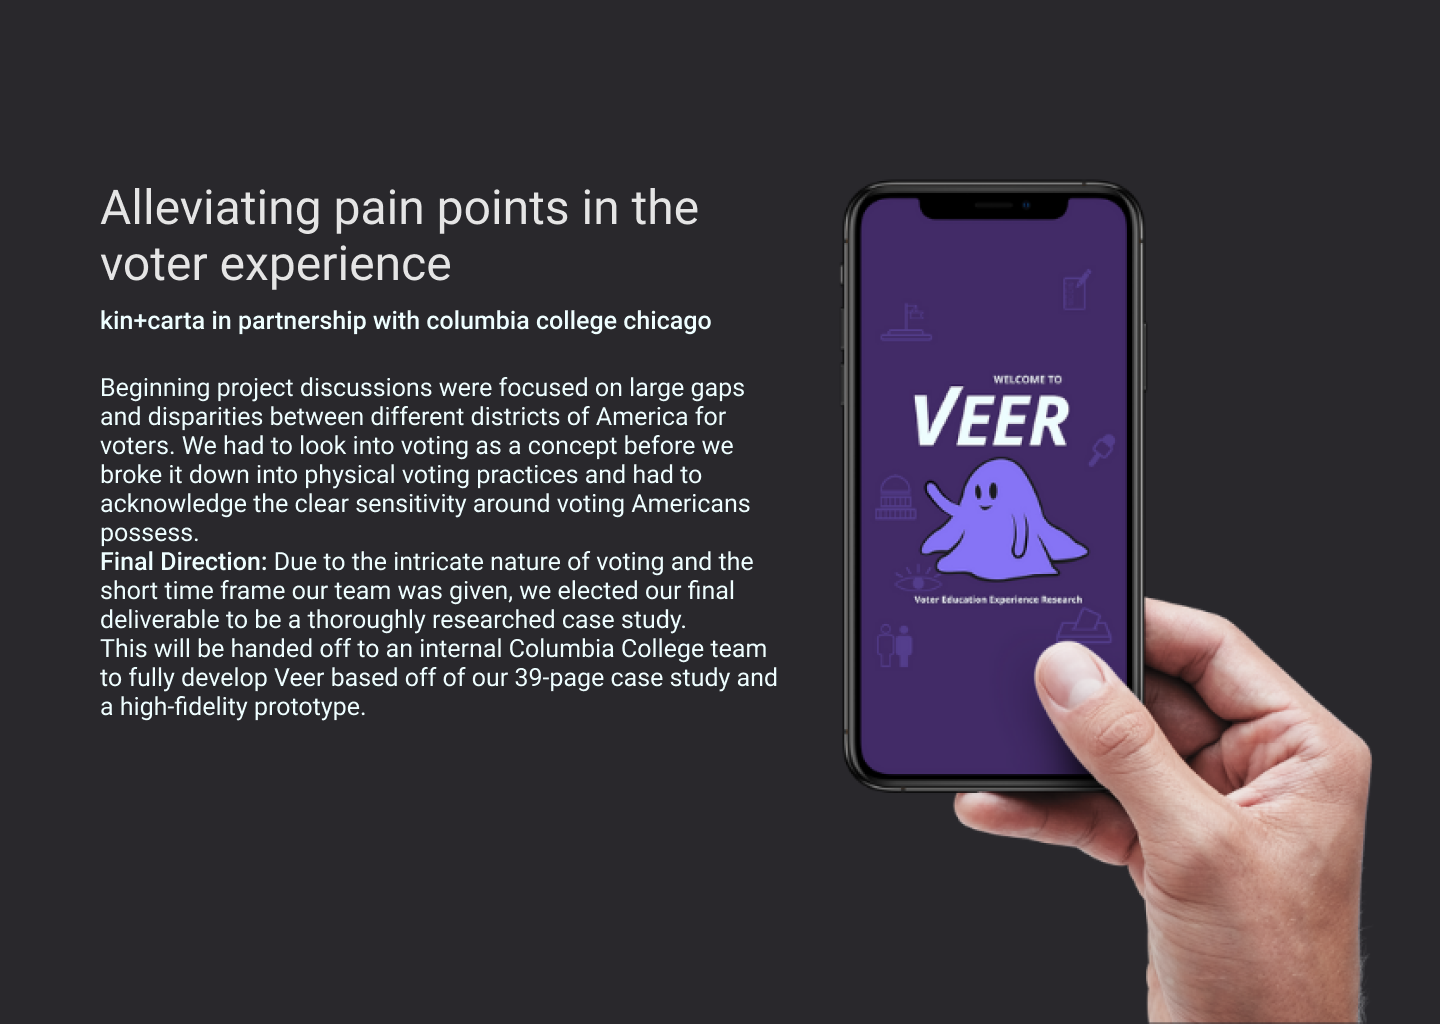 Alleviating pain points in the
voter experience
kin+carta in partnership with columbia college chicago
Beginning project discussions were focused on large gaps
and disparities between different districts of America for
voters. We had to look into voting as a concept before we
broke it down into physical voting practices and had to
acknowledge the clear sensitivity around voting Americans
possess.
Final Direction: Due to the intricate nature of voting and the
short time frame our team was given, we elected our final
deliverable to be a thoroughly researched case study.
This will be handed off to an internal Columbia College team
to fully develop Veer based off of our 39-page case study and
a high-fidelity prototype.
WELCOME TO
VEER
Voter Education Experience Research